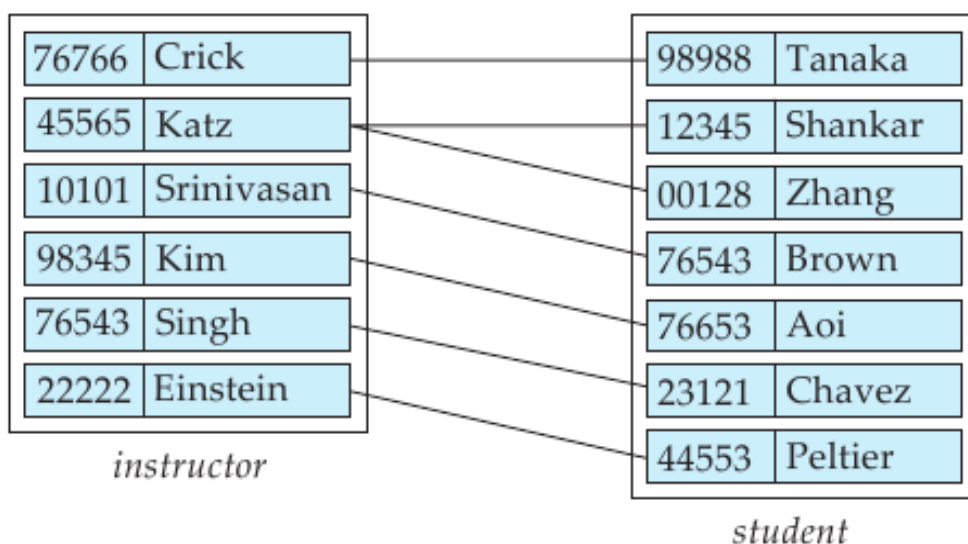 76766 Crick
45565 Katz
10101 Srinivasan
98345 Kim
76543 Singh
22222 Einstein
instructor
98988 Tanaka
12345 Shankar
00128 Zhang
76543 Brown
76653 Aoi
23121 Chavez
44553 Peltier
student